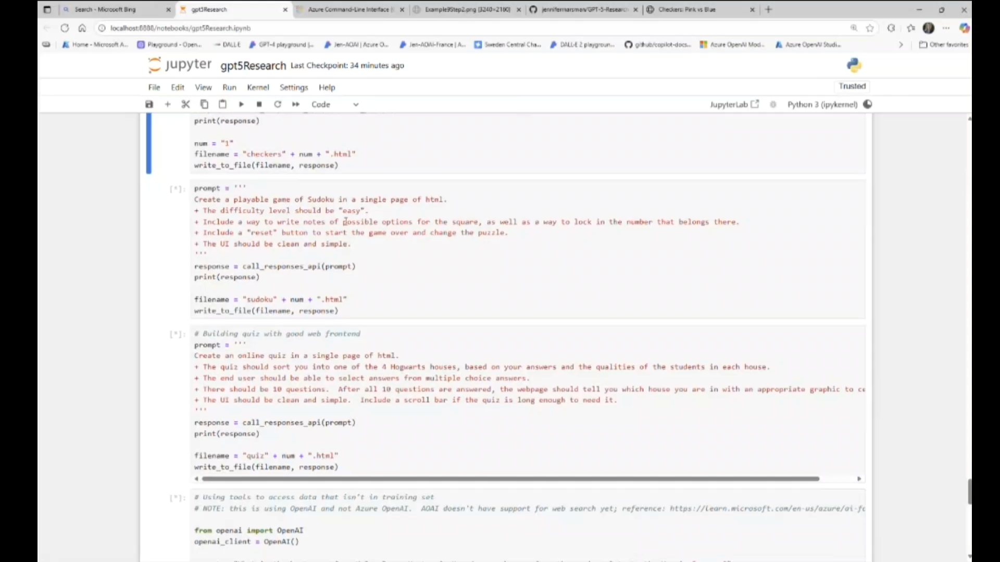 Search - Microsoft Bing
gpt5Research
Azure Command-Line Interface
Example9Step2.png (3240×2160)
jennifermarsman/GPT-5-Research
Checkers: Pink vs Blue
localhost:8888/notebooks/gpt5Research.ipynb
Home - Microsoft A...
Playground - Open...
DALL·E
GPT-4 playground |...
Jen-AOAI | Azure O...
Jen-AOAI-France | A...
Sweden Central Cha...
DALL·E 2 playgroun...
github/copilot-docs...
Azure OpenAI Mod...
Azure OpenAI Studi...
Other favorites
jupyter gpt5Research Last Checkpoint: 34 minutes ago
File Edit View Run Kernel Settings Help
Trusted
Code
JupyterLab
Python 3 (ipykernel)
print(response)
num = "1"
filename = "checkers" + num + ".html"
write_to_file(filename, response)
[*]: prompt = '''
Create a playable game of Sudoku in a single page of html.
+ The difficulty level should be "easy".
+ Include a way to write notes of possible options for the square, as well as a way to lock in the number that belongs there.
+ Include a "reset" button to start the game over and change the puzzle.
+ The UI should be clean and simple.
'''
response = call_responses_api(prompt)
print(response)
filename = "sudoku" + num + ".html"
write_to_file(filename, response)
[*]: # Building quiz with good web frontend
prompt = '''
Create an online quiz in a single page of html.
+ The quiz should sort you into one of the 4 Hogwarts houses, based on your answers and the qualities of the students in each house.
+ The end user should be able to select answers from multiple choice answers.
+ There should be 10 questions.  After all 10 questions are answered, the webpage should tell you which house you are in with an appropriate graphic to ce
+ The UI should be clean and simple.  Include a scroll bar if the quiz is long enough to need it.
'''
response = call_responses_api(prompt)
print(response)
filename = "quiz" + num + ".html"
write_to_file(filename, response)
[*]: # Using tools to access data that isn't in training set
# NOTE: this is using OpenAI and not Azure OpenAI.  AOAI doesn't have support for web search yet; reference: https://learn.microsoft.com/en-us/azure/ai-fo
from openai import OpenAI
openai_client = OpenAI()